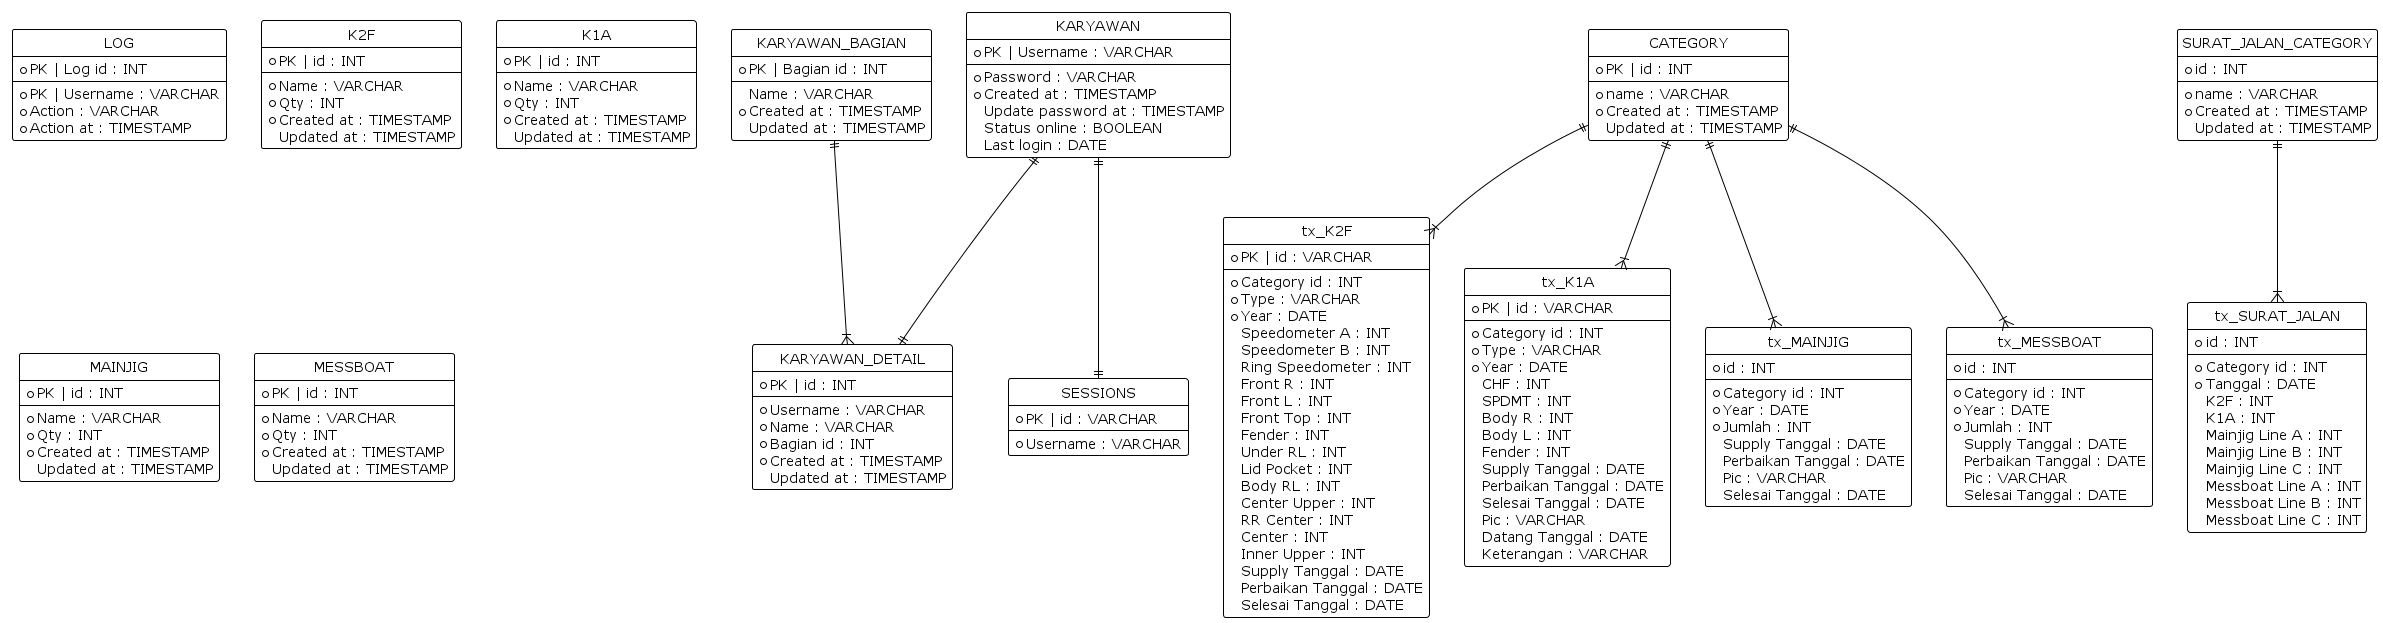 LOG
PK | Log id : INT
PK | Username : VARCHAR
Action : VARCHAR
Action at : TIMESTAMP
K2F
PK | id : INT
Name : VARCHAR
Qty : INT
Created at : TIMESTAMP
Updated at : TIMESTAMP
K1A
PK | id : INT
Name : VARCHAR
Qty : INT
Created at : TIMESTAMP
Updated at : TIMESTAMP
KARYAWAN_BAGIAN
PK | Bagian id : INT
Name : VARCHAR
Created at : TIMESTAMP
Updated at : TIMESTAMP
KARYAWAN
PK | Username : VARCHAR
Password : VARCHAR
Created at : TIMESTAMP
Update password at : TIMESTAMP
Status online : BOOLEAN
Last login : DATE
CATEGORY
PK | id : INT
name : VARCHAR
Created at : TIMESTAMP
Updated at : TIMESTAMP
SURAT_JALAN_CATEGORY
id : INT
name : VARCHAR
Created at : TIMESTAMP
Updated at : TIMESTAMP
MAINJIG
PK | id : INT
Name : VARCHAR
Qty : INT
Created at : TIMESTAMP
Updated at : TIMESTAMP
MESSBOAT
PK | id : INT
Name : VARCHAR
Qty : INT
Created at : TIMESTAMP
Updated at : TIMESTAMP
KARYAWAN_DETAIL
PK | id : INT
Username : VARCHAR
Name : VARCHAR
Bagian id : INT
Created at : TIMESTAMP
Updated at : TIMESTAMP
SESSIONS
PK | id : VARCHAR
Username : VARCHAR
tx_K2F
PK | id : VARCHAR
Category id : INT
Type : VARCHAR
Year : DATE
Speedometer A : INT
Speedometer B : INT
Ring Speedometer : INT
Front R : INT
Front L : INT
Front Top : INT
Fender : INT
Under RL : INT
Lid Pocket : INT
Body RL : INT
Center Upper : INT
RR Center : INT
Center : INT
Inner Upper : INT
Supply Tanggal : DATE
Perbaikan Tanggal : DATE
Selesai Tanggal : DATE
tx_K1A
PK | id : VARCHAR
Category id : INT
Type : VARCHAR
Year : DATE
CHF : INT
SPDMT : INT
Body R : INT
Body L : INT
Fender : INT
Supply Tanggal : DATE
Perbaikan Tanggal : DATE
Selesai Tanggal : DATE
Pic : VARCHAR
Datang Tanggal : DATE
Keterangan : VARCHAR
tx_MAINJIG
id : INT
Category id : INT
Year : DATE
Jumlah : INT
Supply Tanggal : DATE
Perbaikan Tanggal : DATE
Pic : VARCHAR
Selesai Tanggal : DATE
tx_MESSBOAT
id : INT
Category id : INT
Year : DATE
Jumlah : INT
Supply Tanggal : DATE
Perbaikan Tanggal : DATE
Pic : VARCHAR
Selesai Tanggal : DATE
tx_SURAT_JALAN
id : INT
Category id : INT
Tanggal : DATE
K2F : INT
K1A : INT
Mainjig Line A : INT
Mainjig Line B : INT
Mainjig Line C : INT
Messboat Line A : INT
Messboat Line B : INT
Messboat Line C : INT